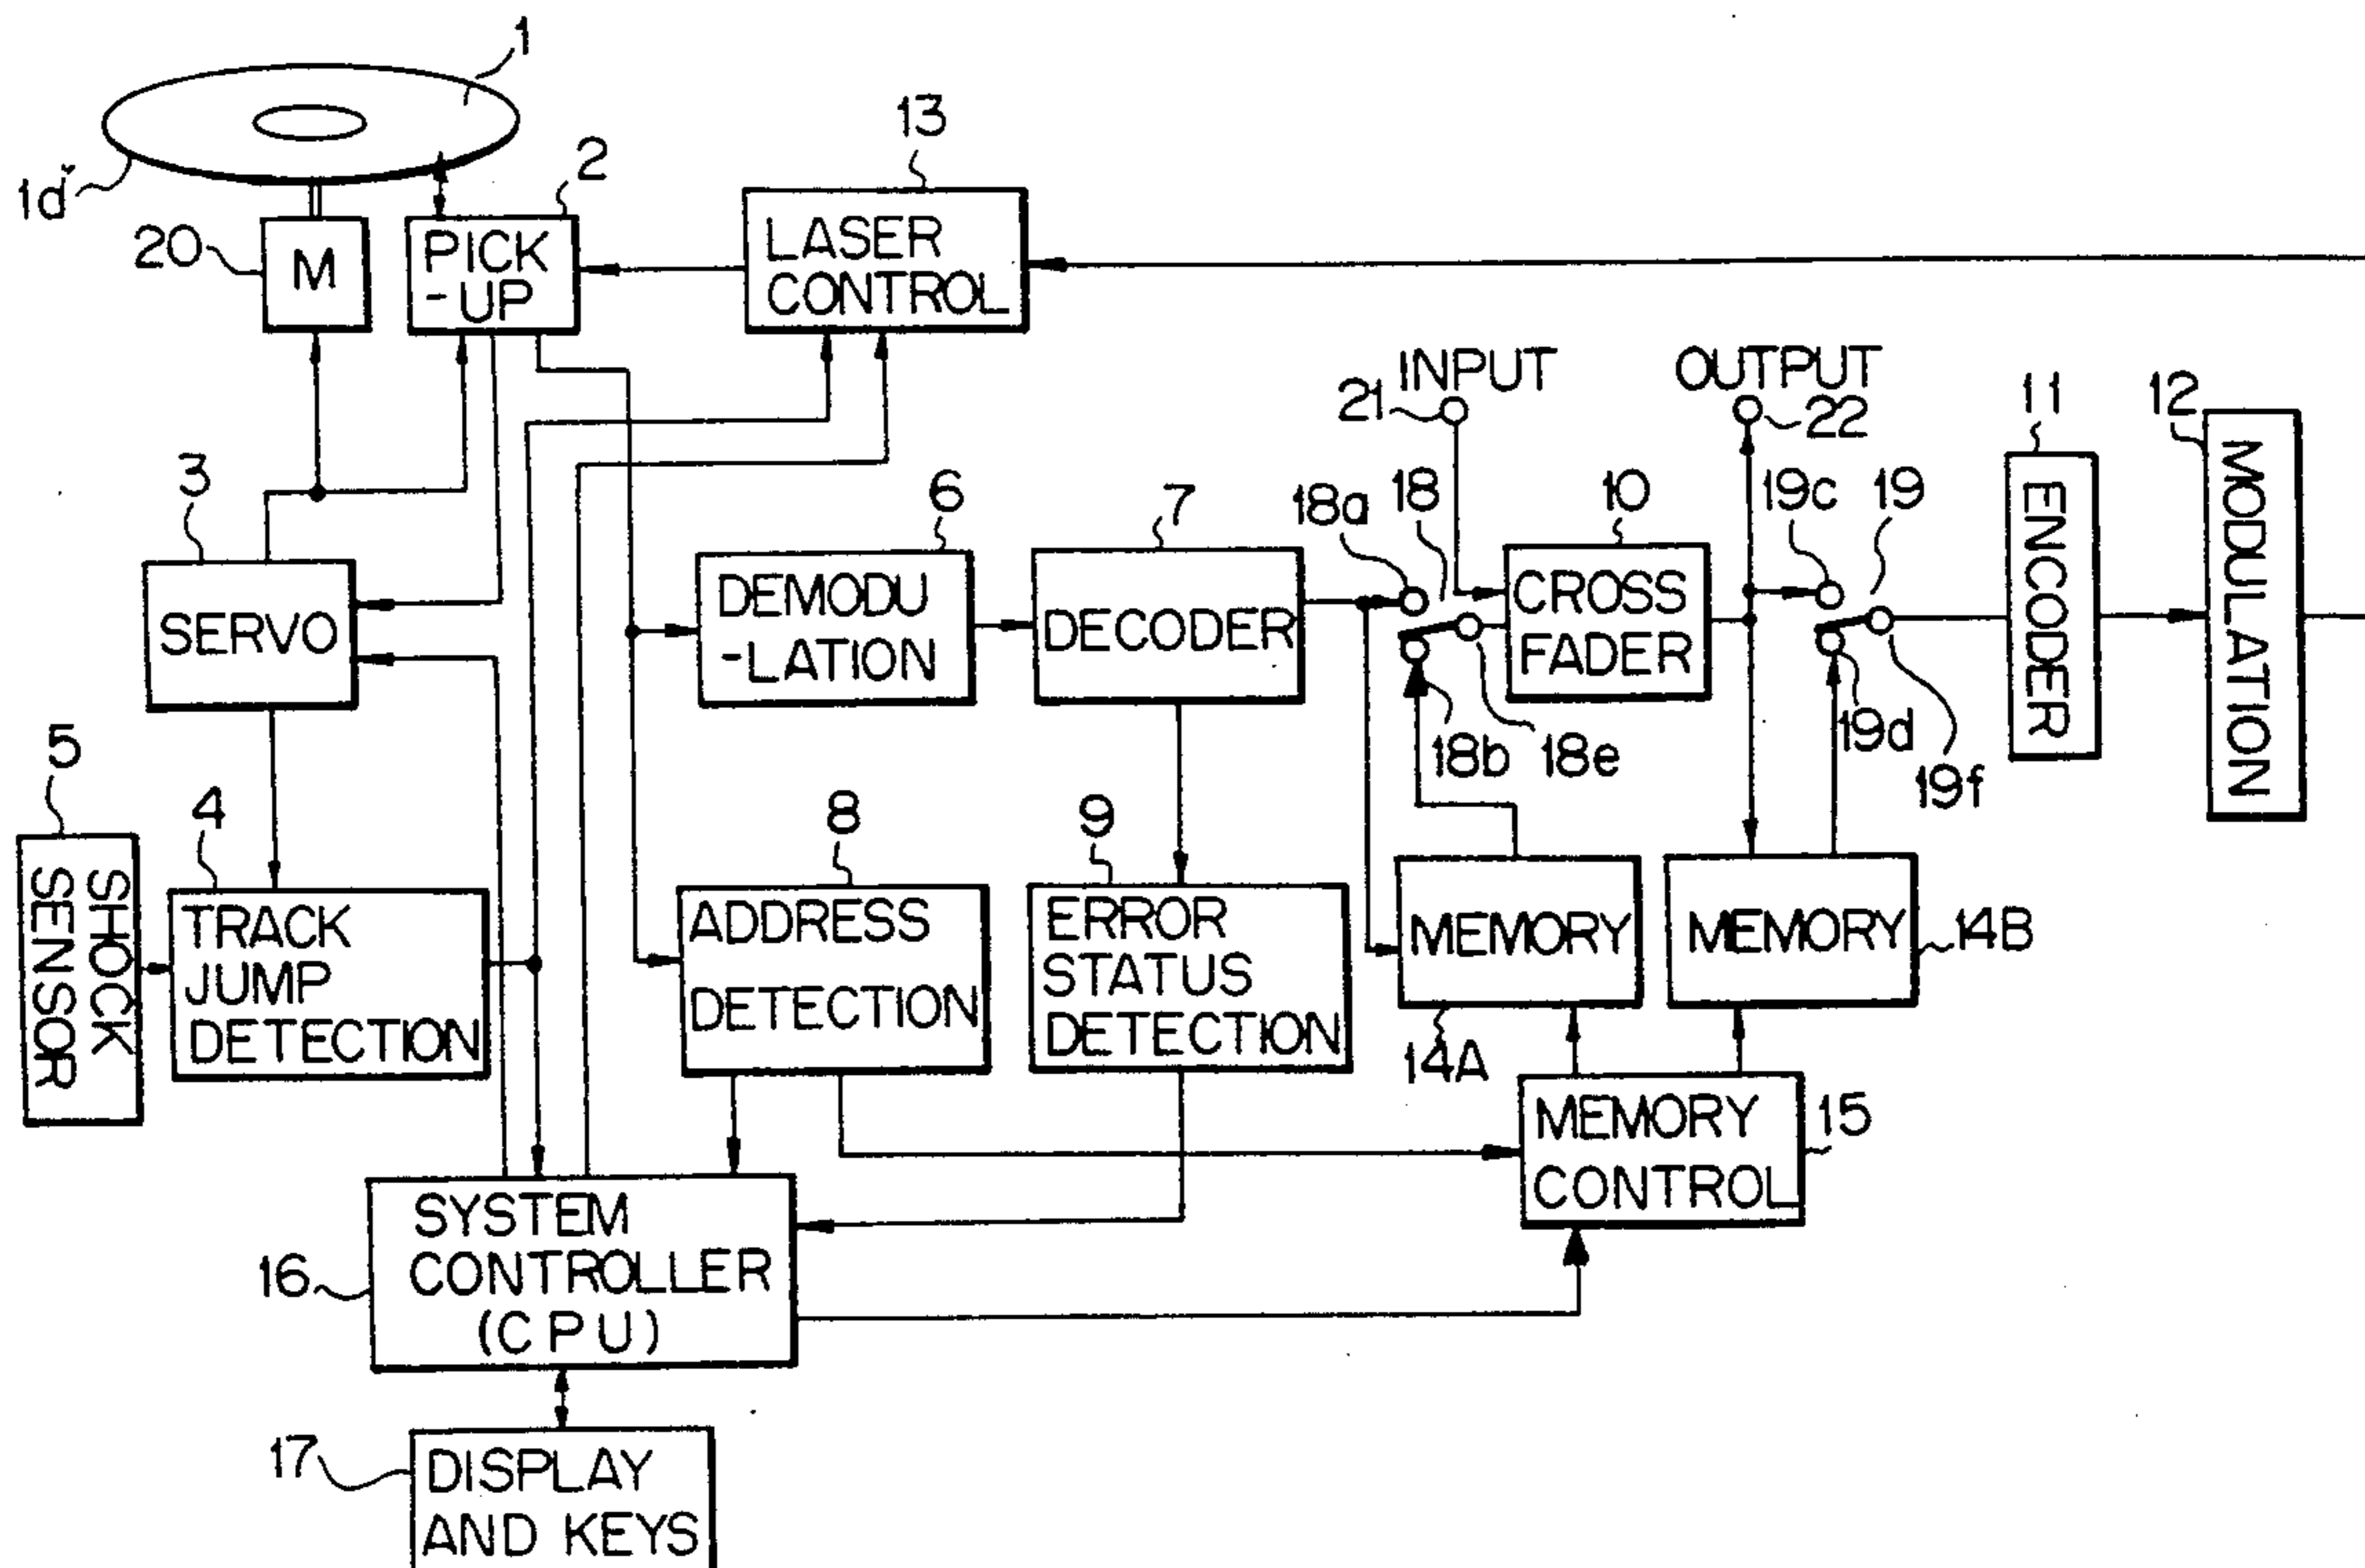 1
1d
20
M
2
PICK
-UP
13
LASER
CONTROL
INPUT
21
OUTPUT
22
11
ENCODER
12
MODULATION
3
SERVO
6
DEMODU
-LATION
7
DECODER
18a
18
18b
18e
10
CROSS
FADER
19c
19
19d
19f
5
SHOCK
SENSOR
4
TRACK
JUMP
DETECTION
8
ADDRESS
DETECTION
9
ERROR
STATUS
DETECTION
MEMORY
14A
MEMORY
14B
MEMORY
CONTROL
15
16
SYSTEM
CONTROLLER
(CPU)
17
DISPLAY
AND KEYS